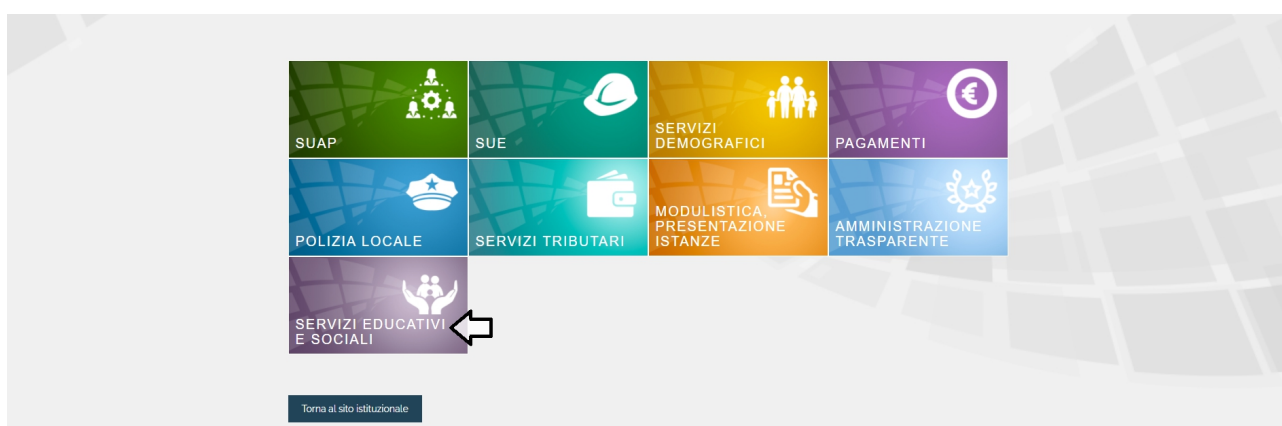 SUAP
SUE
SERVIZI
DEMOGRAFICI
PAGAMENTI
POLIZIA LOCALE
SERVIZI TRIBUTARI
MODULISTICA,
PRESENTAZIONE
ISTANZE
AMMINISTRAZIONE
TRASPARENTE
SERVIZI EDUCATIVI
E SOCIALI
Torna al sito istituzionale